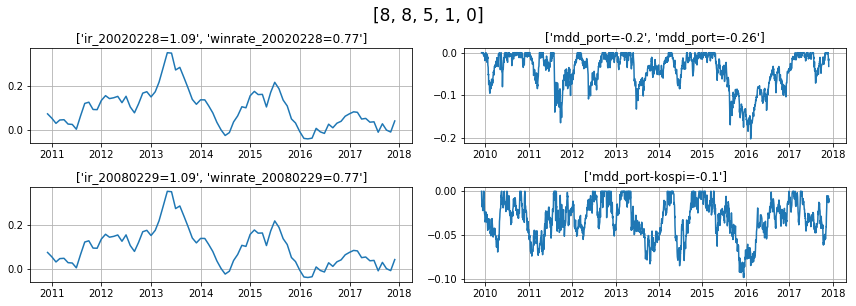 [8, 8, 5, 1, 0]
['ir_20020228=1.09', 'winrate_20020228=0.77']
0.2
0.0
2011 2012 2013 2014 2015 2016 2017 2018
['mdd_port=-0.2', 'mdd_port=-0.26']
0.0
−0.1
−0.2
2010 2011 2012 2013 2014 2015 2016 2017 2018
['ir_20080229=1.09', 'winrate_20080229=0.77']
0.2
0.0
2011 2012 2013 2014 2015 2016 2017 2018
['mdd_port-kospi=-0.1']
0.00
−0.05
−0.10
2010 2011 2012 2013 2014 2015 2016 2017 2018